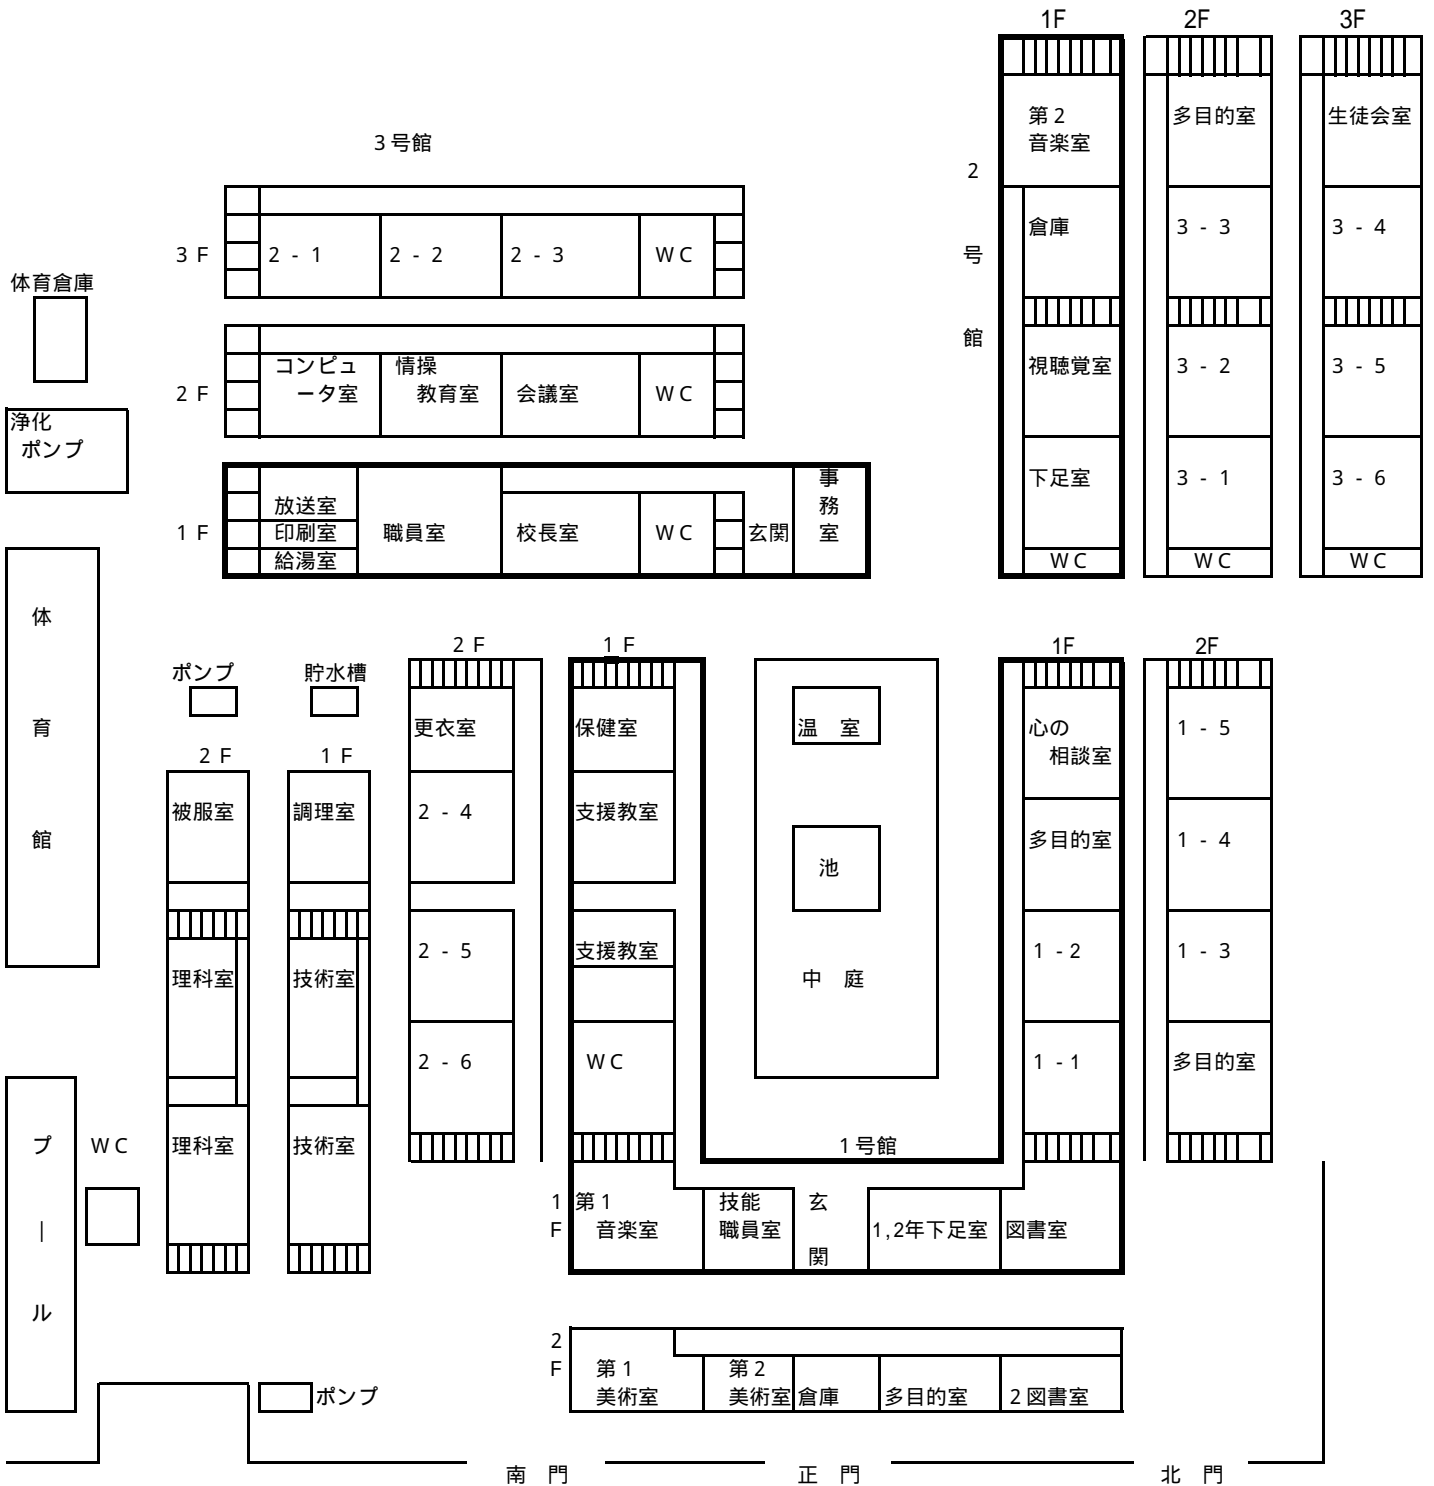 1F
2F
3F
第2
音楽室
多目的室
生徒会室
3号館
2
号
館
倉庫
3 - 3
3 - 4
3 F
2 - 1
2 - 2
2 - 3
WC
体育倉庫
視聴覚室
3 - 2
3 - 5
2 F
コンピュ
ータ室
情操
教育室
会議室
WC
浄化
ポンプ
下足室
3 - 1
3 - 6
WC
WC
WC
1 F
放送室
印刷室
給湯室
職員室
校長室
WC
玄関
事
務
室
体
育
館
ポンプ
貯水槽
2 F
1 F
1F
2F
更衣室
保健室
温 室
心の
相談室
1 - 5
2 F
1 F
被服室
調理室
2 - 4
支援教室
池
多目的室
1 - 4
2 - 5
支援教室
中 庭
1 - 2
1 - 3
理科室
技術室
2 - 6
WC
1 - 1
多目的室
プ
ー
ル
WC
理科室
技術室
1号館
1
F
第1
音楽室
技能
職員室
玄
関
1,2年下足室
図書室
2
F
第1
美術室
第2
美術室
倉庫
多目的室
2図書室
ポンプ
南 門
正 門
北 門